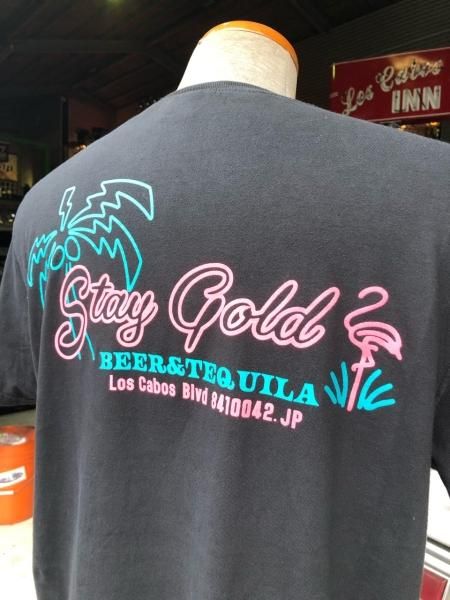 Los Cabos
INN
Stay Gold
BEER&TEQUILA
Los Cabos Blvd 8410042.JP